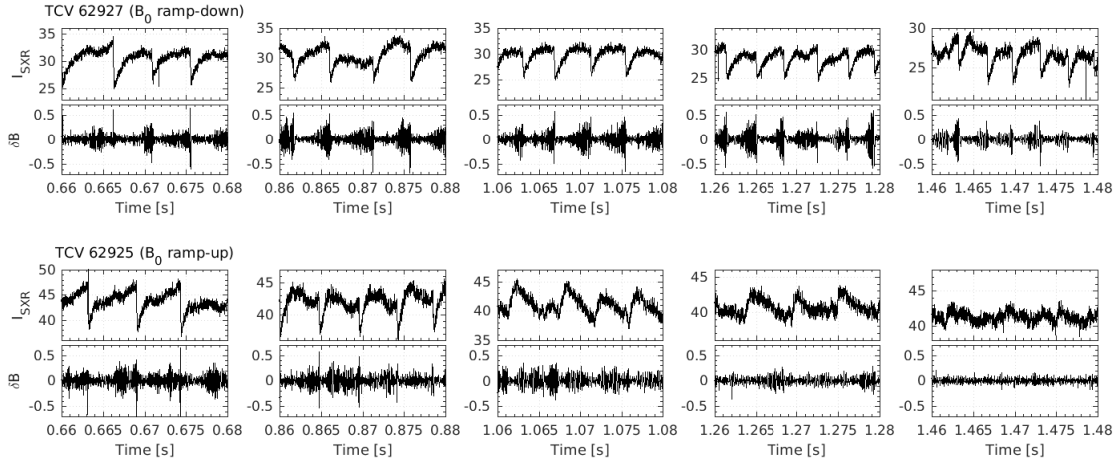 TCV 62927 (B0 ramp-down)
ISXR
35 30 25
35 30 25
35 30 25
30 25
30 25
δB
0.5 0 -0.5
0.5 0 -0.5
0.5 0 -0.5
0.5 0 -0.5
0.5 0 -0.5
0.66 0.665 0.67 0.675 0.68
0.86 0.865 0.87 0.875 0.88
1.06 1.065 1.07 1.075 1.08
1.26 1.265 1.27 1.275 1.28
1.46 1.465 1.47 1.475 1.48
Time [s] Time [s] Time [s] Time [s] Time [s]
TCV 62925 (B0 ramp-up)
ISXR
50 45 40
45 40
45 40 35
45 40
40
δB
0.5 0 -0.5
0.5 0 -0.5
0.5 0 -0.5
0.5 0 -0.5
0.5 0 -0.5
0.66 0.665 0.67 0.675 0.68
0.86 0.865 0.87 0.875 0.88
1.06 1.065 1.07 1.075 1.08
1.26 1.265 1.27 1.275 1.28
1.46 1.465 1.47 1.475 1.48
Time [s] Time [s] Time [s] Time [s] Time [s]